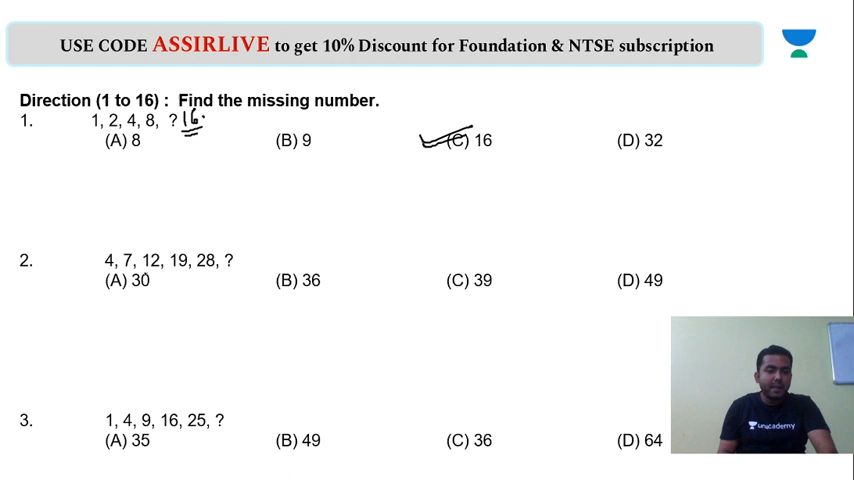 USE CODE ASSIRLIVE to get 10% Discount for Foundation & NTSE subscription
Direction (1 to 16) : Find the missing number.
1. 1, 2, 4, 8, ? 16.
(A) 8 (B) 9 (C) 16 (D) 32
2. 4, 7, 12, 19, 28, ?
(A) 30 (B) 36 (C) 39 (D) 49
3. 1, 4, 9, 16, 25, ?
(A) 35 (B) 49 (C) 36 (D) 64
unacademy